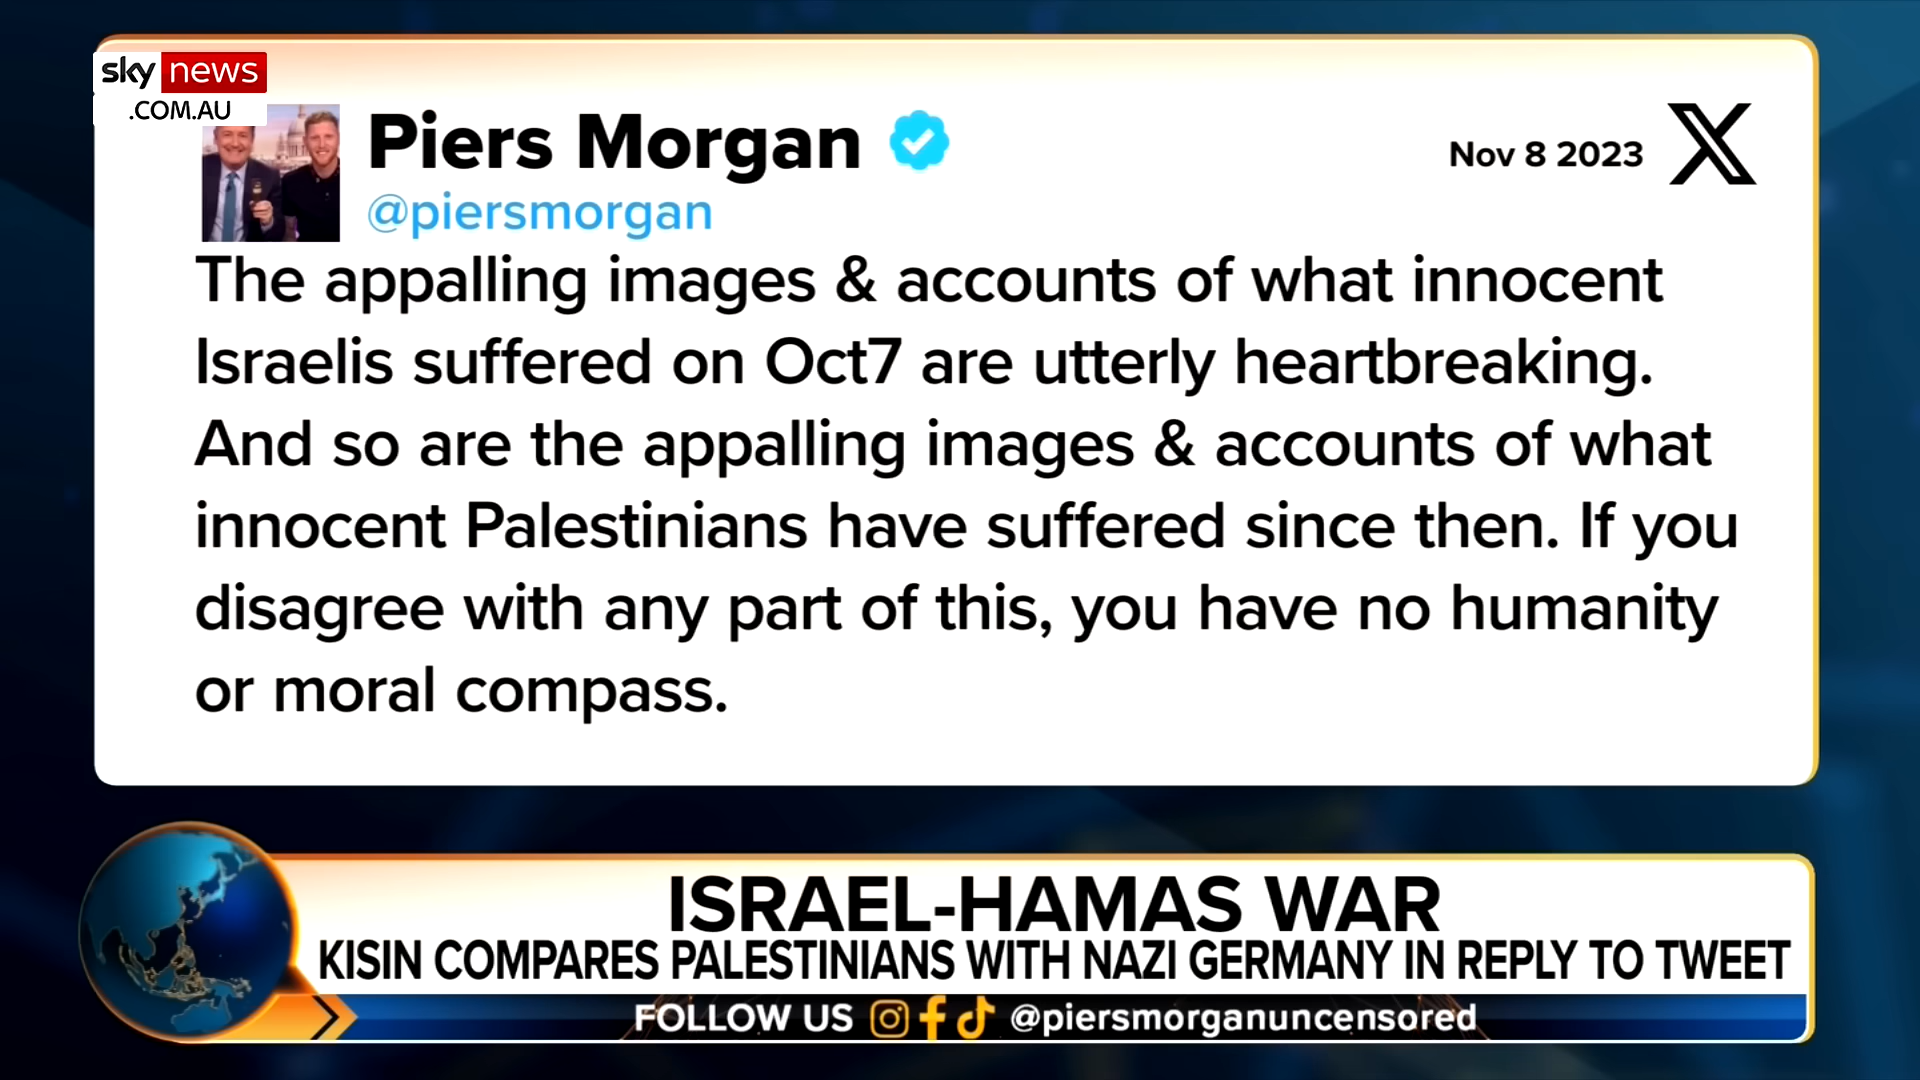 sky news
.COM.AU
Piers Morgan
Nov 8 2023
@piersmorgan
The appalling images & accounts of what innocent
Israelis suffered on Oct7 are utterly heartbreaking.
And so are the appalling images & accounts of what
innocent Palestinians have suffered since then. If you
disagree with any part of this, you have no humanity
or moral compass.
ISRAEL-HAMAS WAR
KISIN COMPARES PALESTINIANS WITH NAZI GERMANY IN REPLY TO TWEET
FOLLOW US @piersmorganuncensored